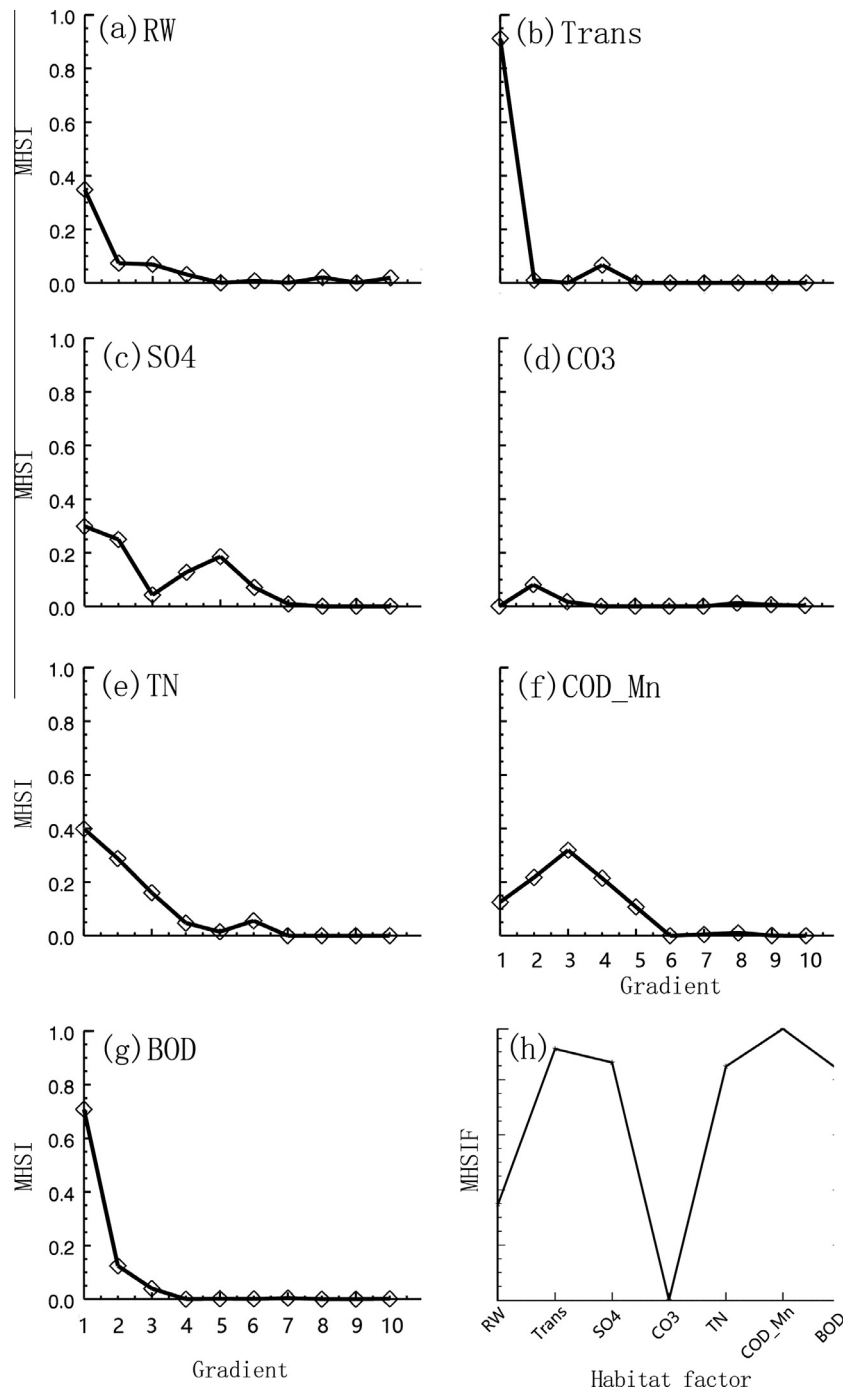 (a)RW
MHSI
1.0
0.8
0.6
0.4
0.2
0.0
(b)Trans
(c)SO4
MHSI
1.0
0.8
0.6
0.4
0.2
0.0
(d)CO3
(e)TN
MHSI
1.0
0.8
0.6
0.4
0.2
0.0
(f)COD_Mn
1 2 3 4 5 6 7 8 9 10
Gradient
(g)BOD
MHSI
1.0
0.8
0.6
0.4
0.2
0.0
1 2 3 4 5 6 7 8 9 10
Gradient
(h)
MHSIF
RW Trans SO4 CO3 TN COD_Mn BOD
Habitat factor